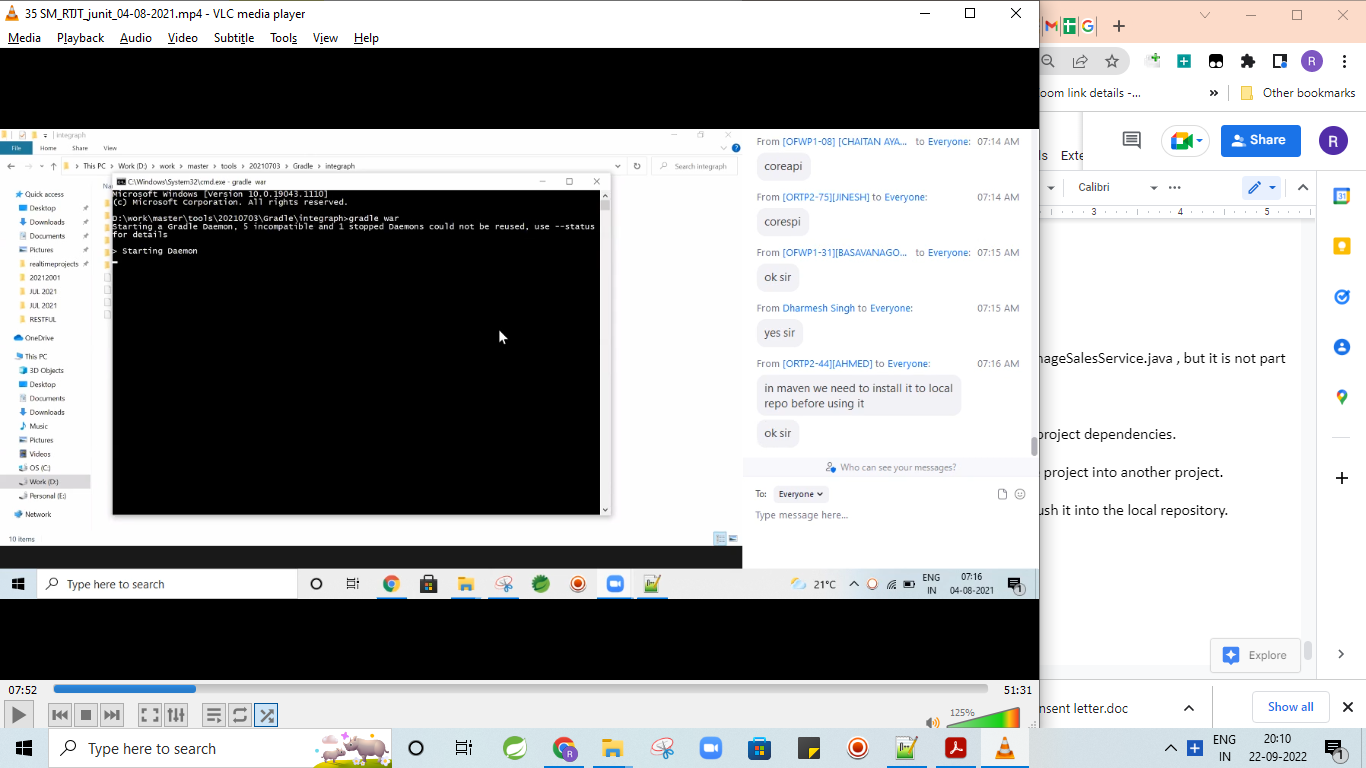 35 SM_RTJT_junit_04-08-2021.mp4 - VLC media player
Media Playback Audio Video Subtitle Tools View Help
integraph
File Home Share View
This PC > Work (D:) > work > master > tools > 20210703 > Gradle > integraph
Search integraph
Quick access
Desktop
Downloads
Documents
Pictures
realtimeprojects
20212001
JUL 2021
JUL 2021
RESTFUL
OneDrive
This PC
3D Objects
Desktop
Documents
Downloads
Music
Pictures
Videos
OS (C:)
Work (D:)
Personal (E:)
Network
10 items
C:\Windows\System32\cmd.exe - gradle war
Microsoft Windows [Version 10.0.19043.1110]
(c) Microsoft Corporation. All rights reserved.
D:\work\master\tools\20210703\Gradle\integraph>gradle war
Starting a Gradle Daemon, 5 incompatible and 1 stopped Daemons could not be reused, use --status
for details
> Starting Daemon
From [OFWP1-08] [CHAITAN AYA... to Everyone: 07:14 AM
coreapi
From [ORTP2-75][JINESH] to Everyone: 07:14 AM
corespi
From [OFWP1-31][BASAVANAGO... to Everyone: 07:15 AM
ok sir
From Dharmesh Singh to Everyone: 07:15 AM
yes sir
From [ORTP2-44][AHMED] to Everyone: 07:16 AM
in maven we need to install it to local
repo before using it
ok sir
Who can see your messages?
To: Everyone
Type message here...
Type here to search
21°C
ENG
IN
07:16
04-08-2021
1
07:52
51:31
125%
oom link details -...
»
Other bookmarks
R
ls Exte
Share
R
Calibri
3 4 5
nageSalesService.java , but it is not part
project dependencies.
project into another project.
ush it into the local repository.
Explore
nsent letter.doc
Show all
Type here to search
ENG
IN
20:10
22-09-2022
1